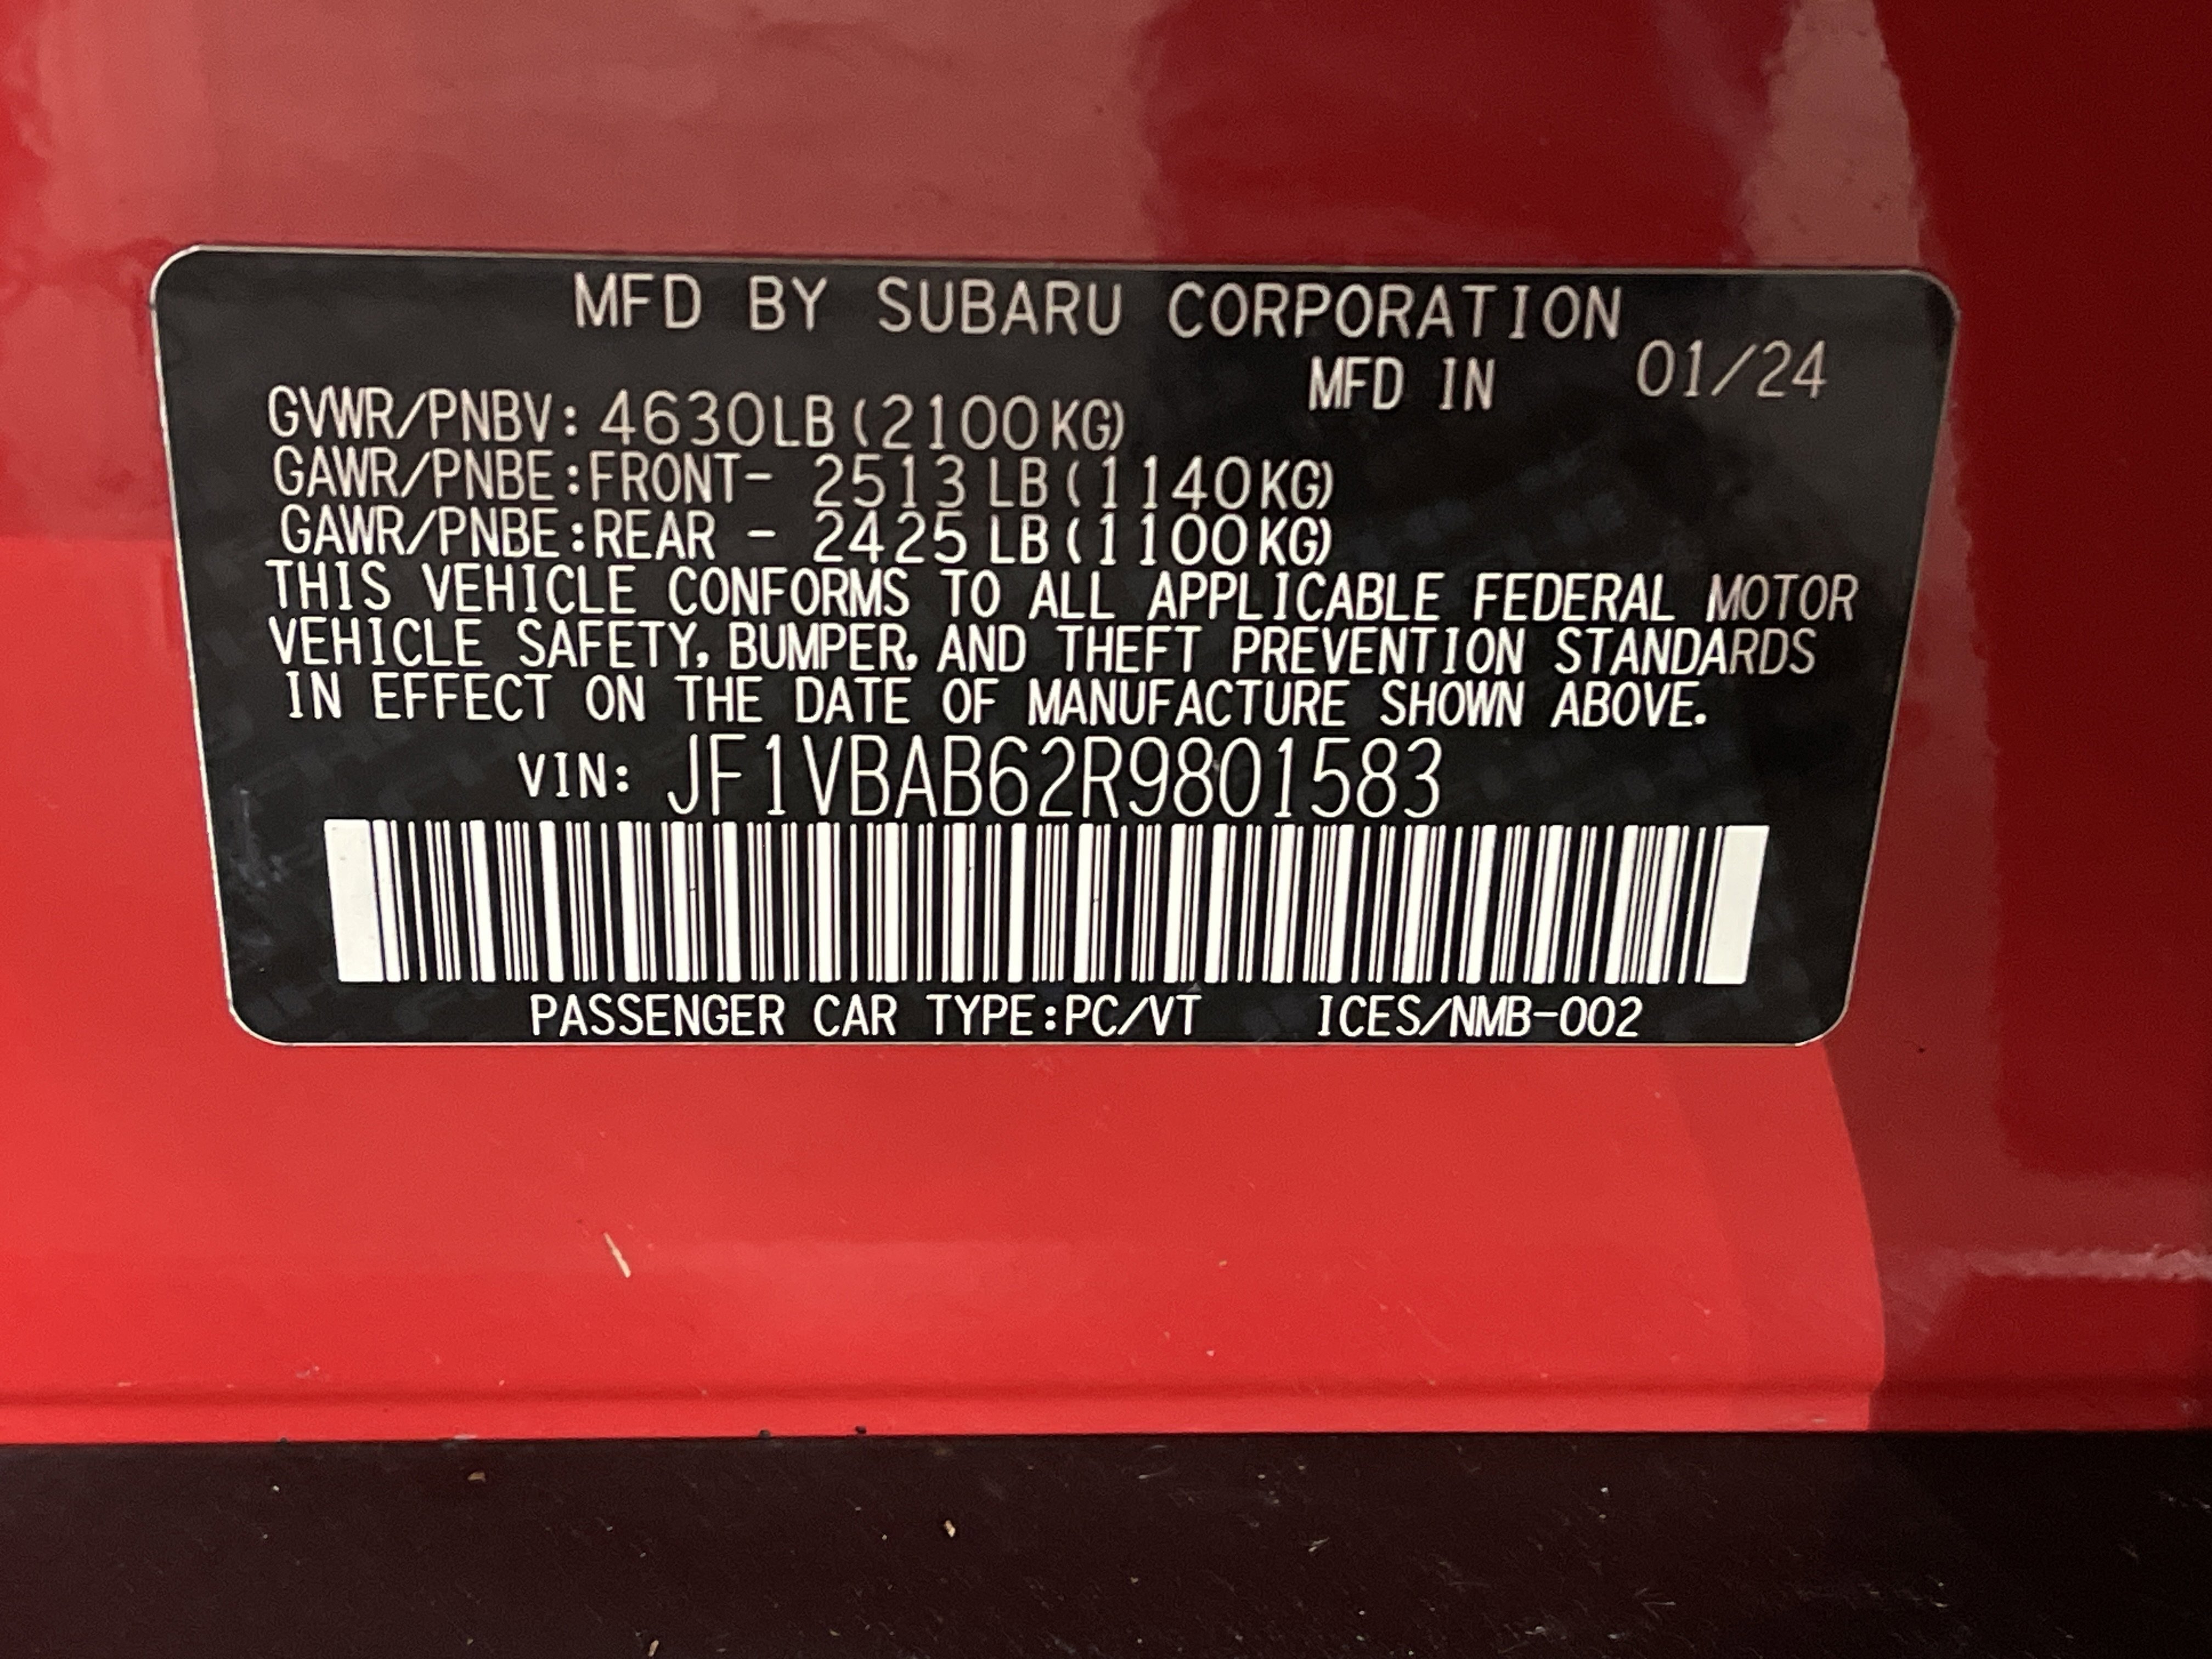 MFD BY SUBARU CORPORATION
MFD IN 01/24
GVWR/PNBV: 4630LB(2100KG)
GAWR/PNBE:FRONT- 2513 LB(1140KG)
GAWR/PNBE:REAR - 2425 LB(1100KG)
THIS VEHICLE CONFORMS TO ALL APPLICABLE FEDERAL MOTOR
VEHICLE SAFETY, BUMPER, AND THEFT PREVENTION STANDARDS
IN EFFECT ON THE DATE OF MANUFACTURE SHOWN ABOVE.
VIN: JF1VBAB62R9801583
PASSENGER CAR TYPE:PC/VT ICES/NMB-002